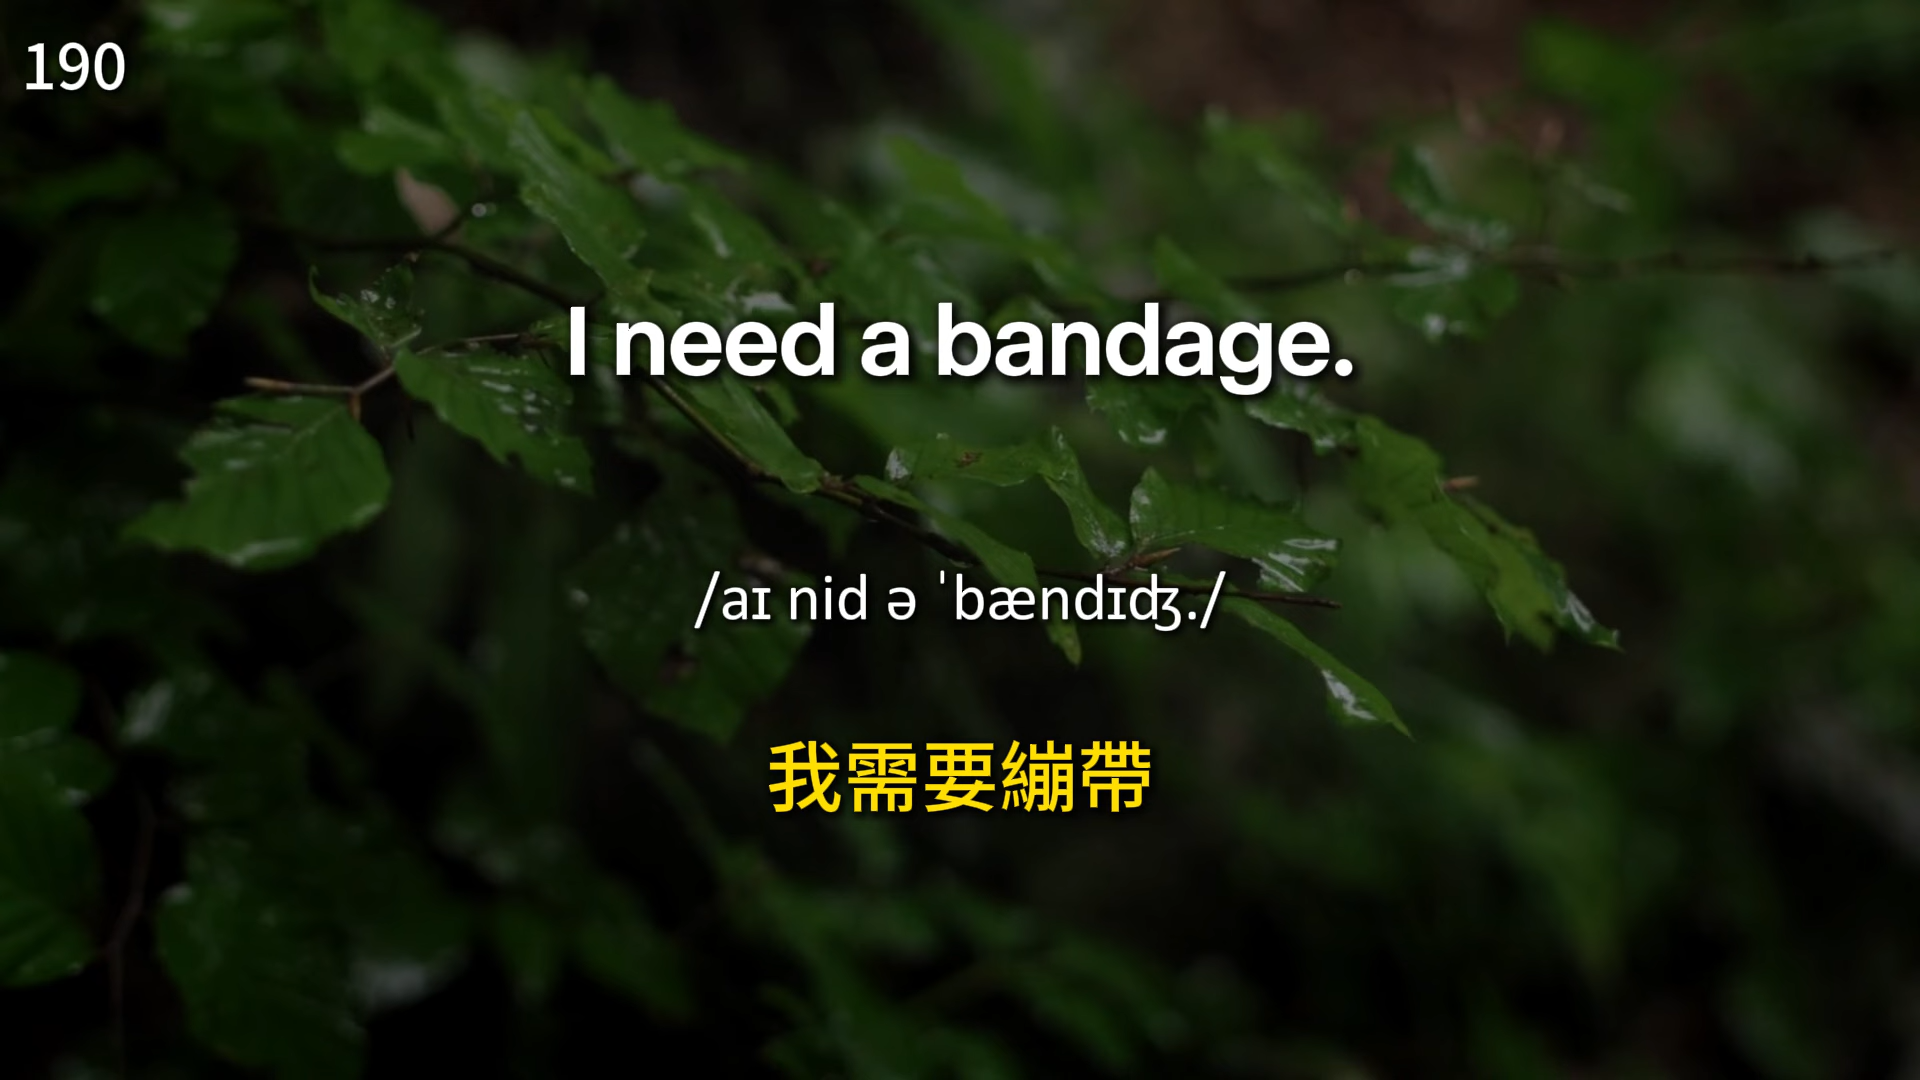 190
I need a bandage.
/aɪ nid ə ˈbændɪʤ./
我需要繃帶